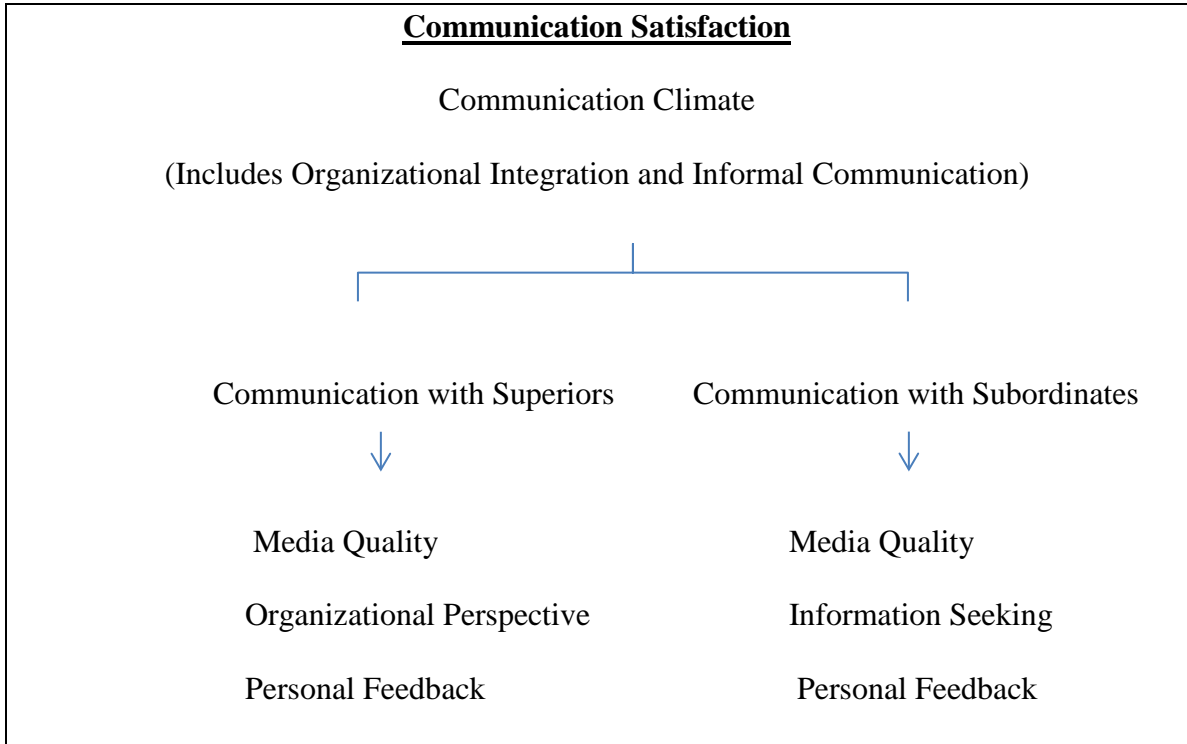 Communication Satisfaction
Communication Climate
(Includes Organizational Integration and Informal Communication)
Communication with Superiors
Communication with Subordinates
Media Quality
Organizational Perspective
Personal Feedback
Media Quality
Information Seeking
Personal Feedback